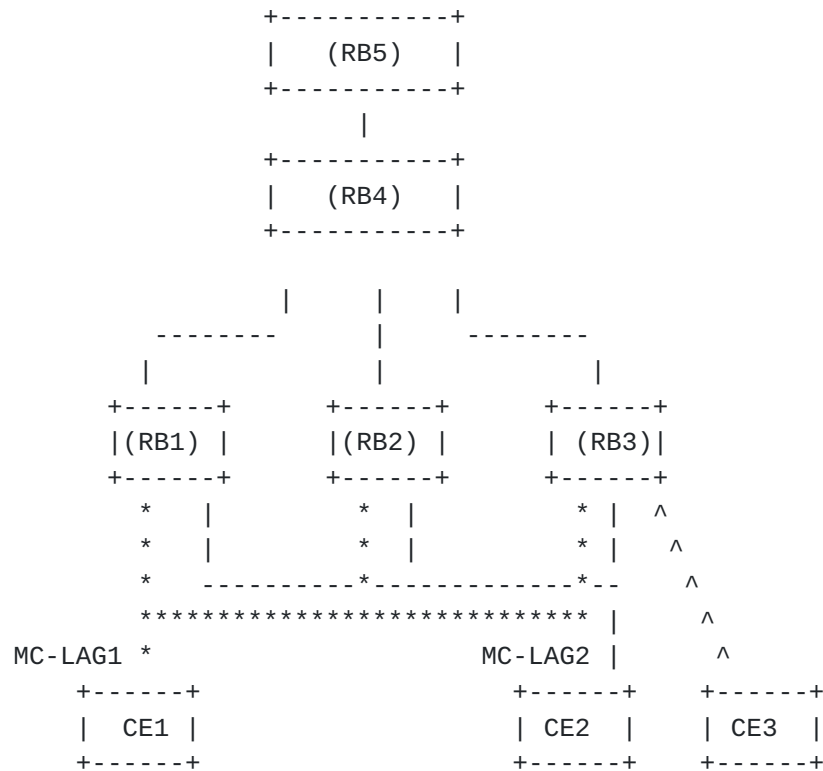 (RB5)
(RB4)
(RB1) (RB2) (RB3)
MC-LAG1 MC-LAG2
CE1 CE2 CE3